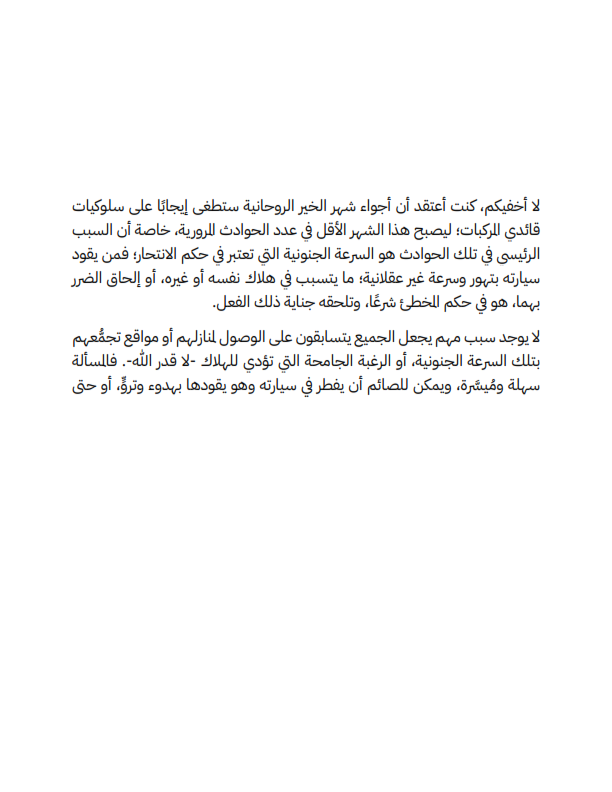 لا أخفيكم، كنت أعتقد أن أجواء شهر الخير الروحانية ستطغى إيجابًا على سلوكيات
قائدي المركبات؛ ليصبح هذا الشهر الأقل في عدد الحوادث المرورية، خاصة أن السبب
الرئيسى في تلك الحوادث هو السرعة الجنونية التي تعتبر في حكم الانتحار؛ فمن يقود
سيارته بتهور وسرعة غير عقلانية؛ ما يتسبب في هلاك نفسه أو غيره، أو إلحاق الضرر
بهما، هو في حكم المخطئ شرعًا، وتلحقه جناية ذلك الفعل.
لا يوجد سبب مهم يجعل الجميع يتسابقون على الوصول لمنازلهم أو مواقع تجمُّعهم
بتلك السرعة الجنونية، أو الرغبة الجامحة التي تؤدي للهلاك -لا قدر الله-. فالمسألة
سهلة ومُيسَّرة، ويمكن للصائم أن يفطر في سيارته وهو يقودها بهدوء وتروٍّ، أو حتى